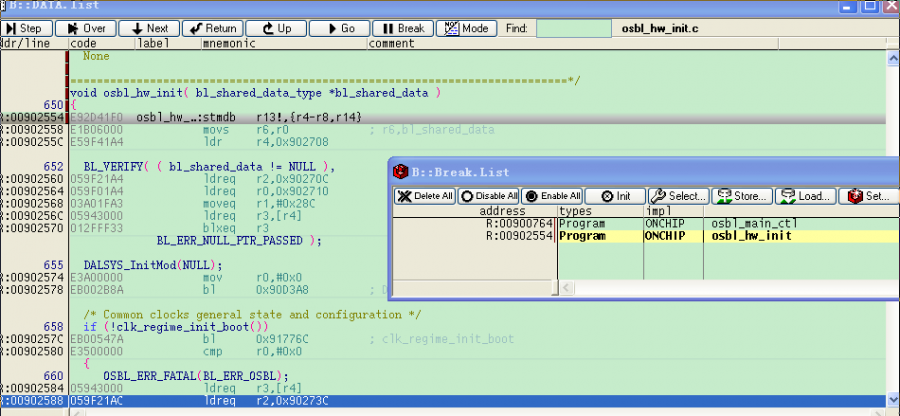 B::DATA.list
Step Over Next Return Up Go Break Mode Find: osbl_hw_init.c
ddr/line code label mnemonic comment
None
===========================================================================*/
void osbl_hw_init( bl_shared_data_type *bl_shared_data )
650 {
R:00902554 E92D41F0 osbl_hw_..:stmdb r13!,{r4-r8,r14}
R:00902558 E1B06000 movs r6,r0 ; r6,bl_shared_data
R:0090255C E59F41A4 ldr r4,0x902708
652 BL_VERIFY( ( bl_shared_data != NULL ),
R:00902560 059F21A4 ldreq r2,0x90270C
R:00902564 059F01A4 ldreq r0,0x902710
R:00902568 03A01FA3 moveq r1,#0x28C
R:0090256C 05943000 ldreq r3,[r4]
R:00902570 012FFF33 blxeq r3
BL_ERR_NULL_PTR_PASSED );
655 DALSYS_InitMod(NULL);
R:00902574 E3A00000 mov r0,#0x0
R:00902578 EB002B8A bl 0x90D3A8 ; D
/* Common clocks general state and configuration */
658 if (!clk_regime_init_boot())
R:0090257C EB00547A bl 0x91776C ; clk_regime_init_boot
R:00902580 E3500000 cmp r0,#0x0
{
660 OSBL_ERR_FATAL(BL_ERR_OSBL);
R:00902584 05943000 ldreq r3,[r4]
R:00902588 059F21AC ldreq r2,0x90273C
B::Break.List
Delete All Disable All Enable All Init Select... Store... Load... Set...
address types impl
R:00900764 Program ONCHIP osbl_main_ctl
R:00902554 Program ONCHIP osbl_hw_init